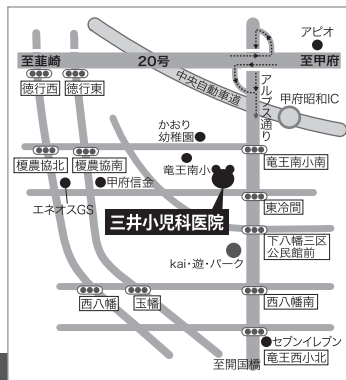 アピオ
至韮崎
20号
至甲府
徳行西
徳行東
中央自動車道
アルプス通り
甲府昭和IC
かおり
幼稚園
竜王南小南
榎農協北
榎農協南
竜王南小
甲府信金
エネオスGS
東冷間
三井小児科医院
下八幡三区
公民館前
kai・遊・パーク
西八幡
玉幡
西八幡南
セブンイレブン
竜王西小北
至開国橋